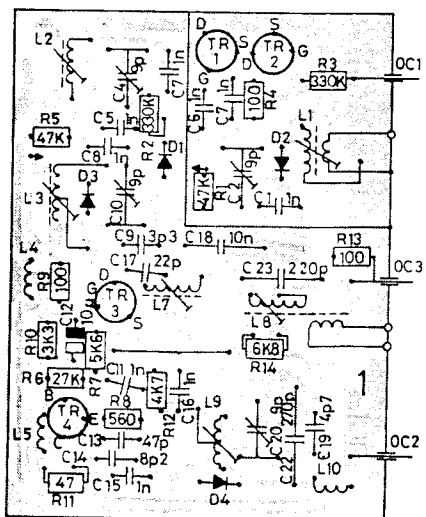 L2
D
S
TR
1
S
D
TR
2
G
G
C4
9p
C7
1n
C6
1n
C7
1n
100
R4
R3
330K
OC1
R5
47K
C5
1n
330K
R2
C8
1n
D1
47K
R1
C2
9p
D2
L1
C1
1n
L3
D3
C10
9p
C9
3p3
C18
10n
R13
100
OC3
L4
R9
100
C17
22p
L7
C23
220p
D
G
TR
3
S
C12
10
L8
R10
3K3
5K6
R7
6K8
R14
R6
27K
C11
1n
4K7
R12
C16
1n
B
TR
4
E
R8
560
L5
C13
47p
C14
8p2
C15
1n
47
R11
L9
D4
9p
C20
270p
C22
4p7
C19
L10
1
OC2